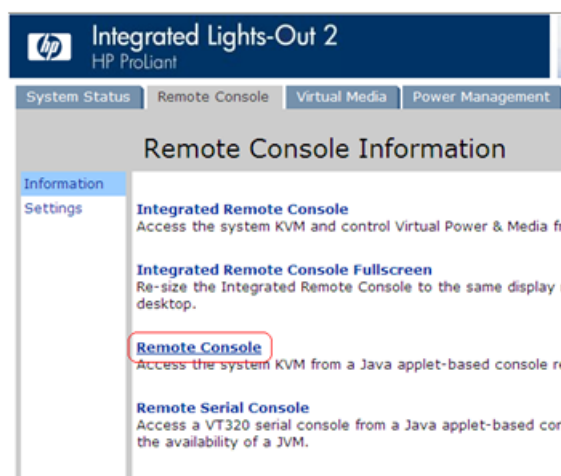 hp
Integrated Lights-Out 2
HP ProLiant
System Status Remote Console Virtual Media Power Management
Remote Console Information
Information
Settings
Integrated Remote Console
Access the system KVM and control Virtual Power & Media
Integrated Remote Console Fullscreen
Re-size the Integrated Remote Console to the same display
desktop.
Remote Console
Access the system KVM from a Java applet-based console
Remote Serial Console
Access a VT320 serial console from a Java applet-based
the availability of a JVM.